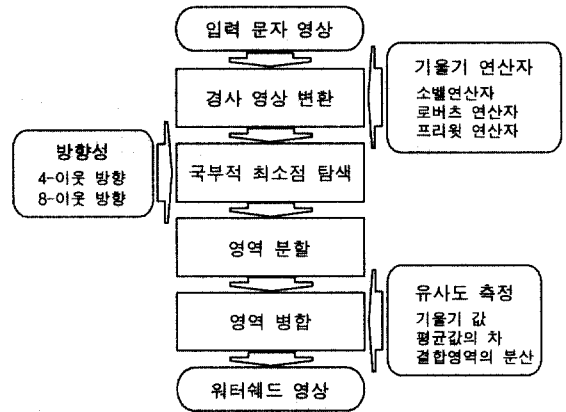 입력 문자 영상
경사 영상 변환
기울기 연산자
소벨연산자
로버츠 연산자
프리윗 연산자
방향성
4-이웃 방향
8-이웃 방향
국부적 최소점 탐색
영역 분할
영역 병합
유사도 측정
기울기 값
평균값의 차
결합영역의 분산
워터쉐드 영상